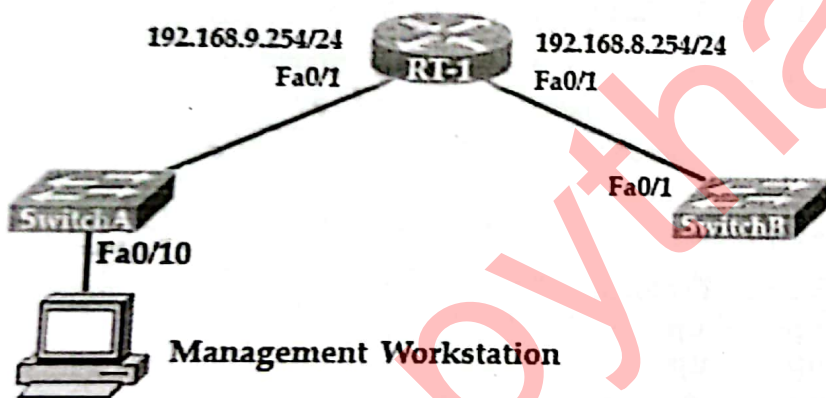 192.168.9.254/24
Fa0/1
RT-1
192.168.8.254/24
Fa0/1
Fa0/1
SwitchA
SwitchB
Fa0/10
Management Workstation